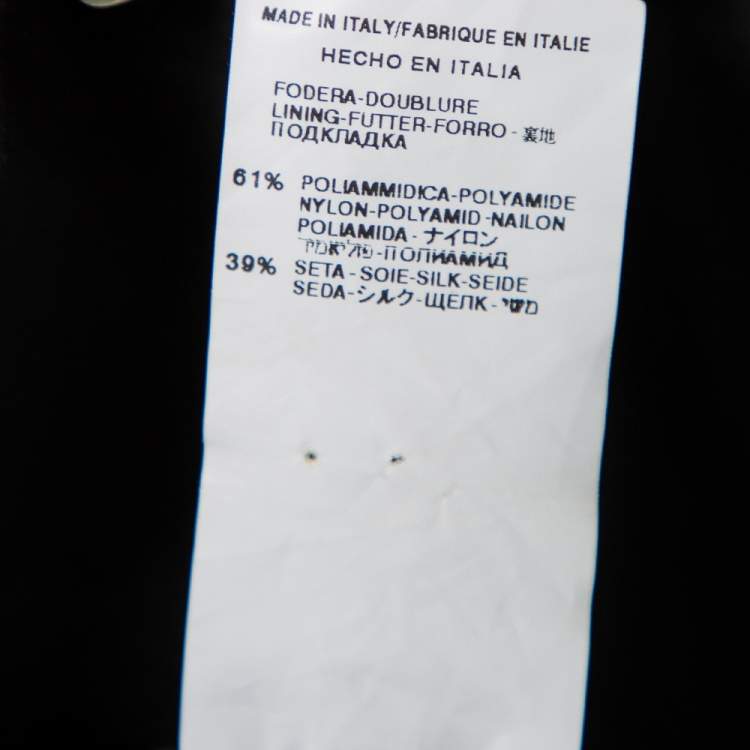 MADE IN ITALY/FABRIQUE EN ITALIE
HECHO EN ITALIA
FODERA-DOUBLURE
LINING-FUTTER-FORRO - 裏地
ПОДКЛАДКА
61% POLIAMMIDICA-POLYAMIDE
NYLON-POLYAMID-NAILON
POLIAMIDA - ナイロン
-ПОЛИАМИД
39% SETA - SOIE-SILK-SEIDE
SEDA-シルク-ЩЕЛК - משי